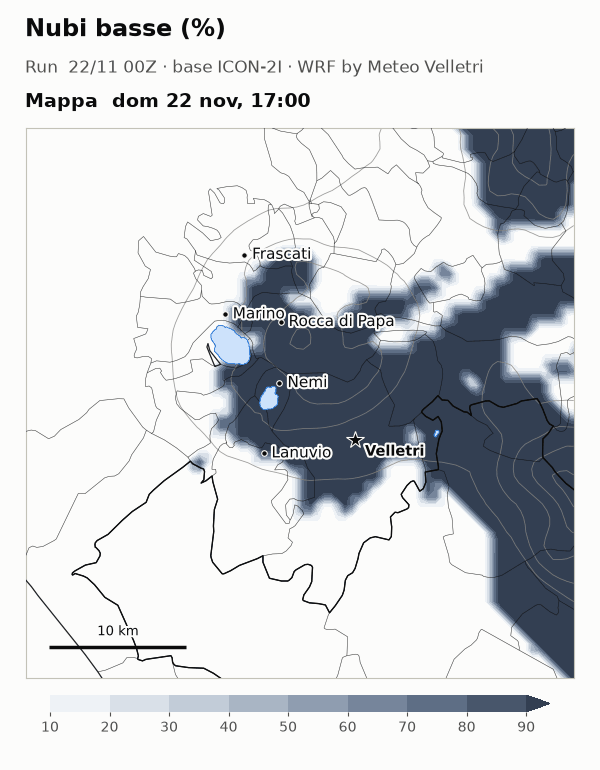 Nubi basse (%)
Run  22/11 00Z · base ICON-2I · WRF by Meteo Velletri
Mappa  dom 22 nov, 17:00
Frascati
Marino
Rocca di Papa
Nemi
Velletri
Lanuvio
10 km
10 20 30 40 50 60 70 80 90